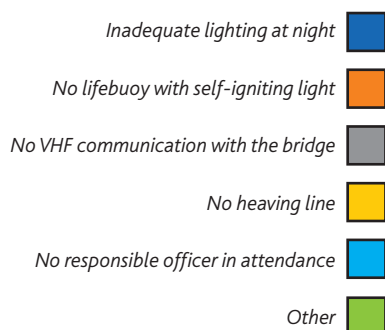 Inadequate lighting at night
No lifebuoy with self-igniting light
No VHF communication with the bridge
No heaving line
No responsible officer in attendance
Other